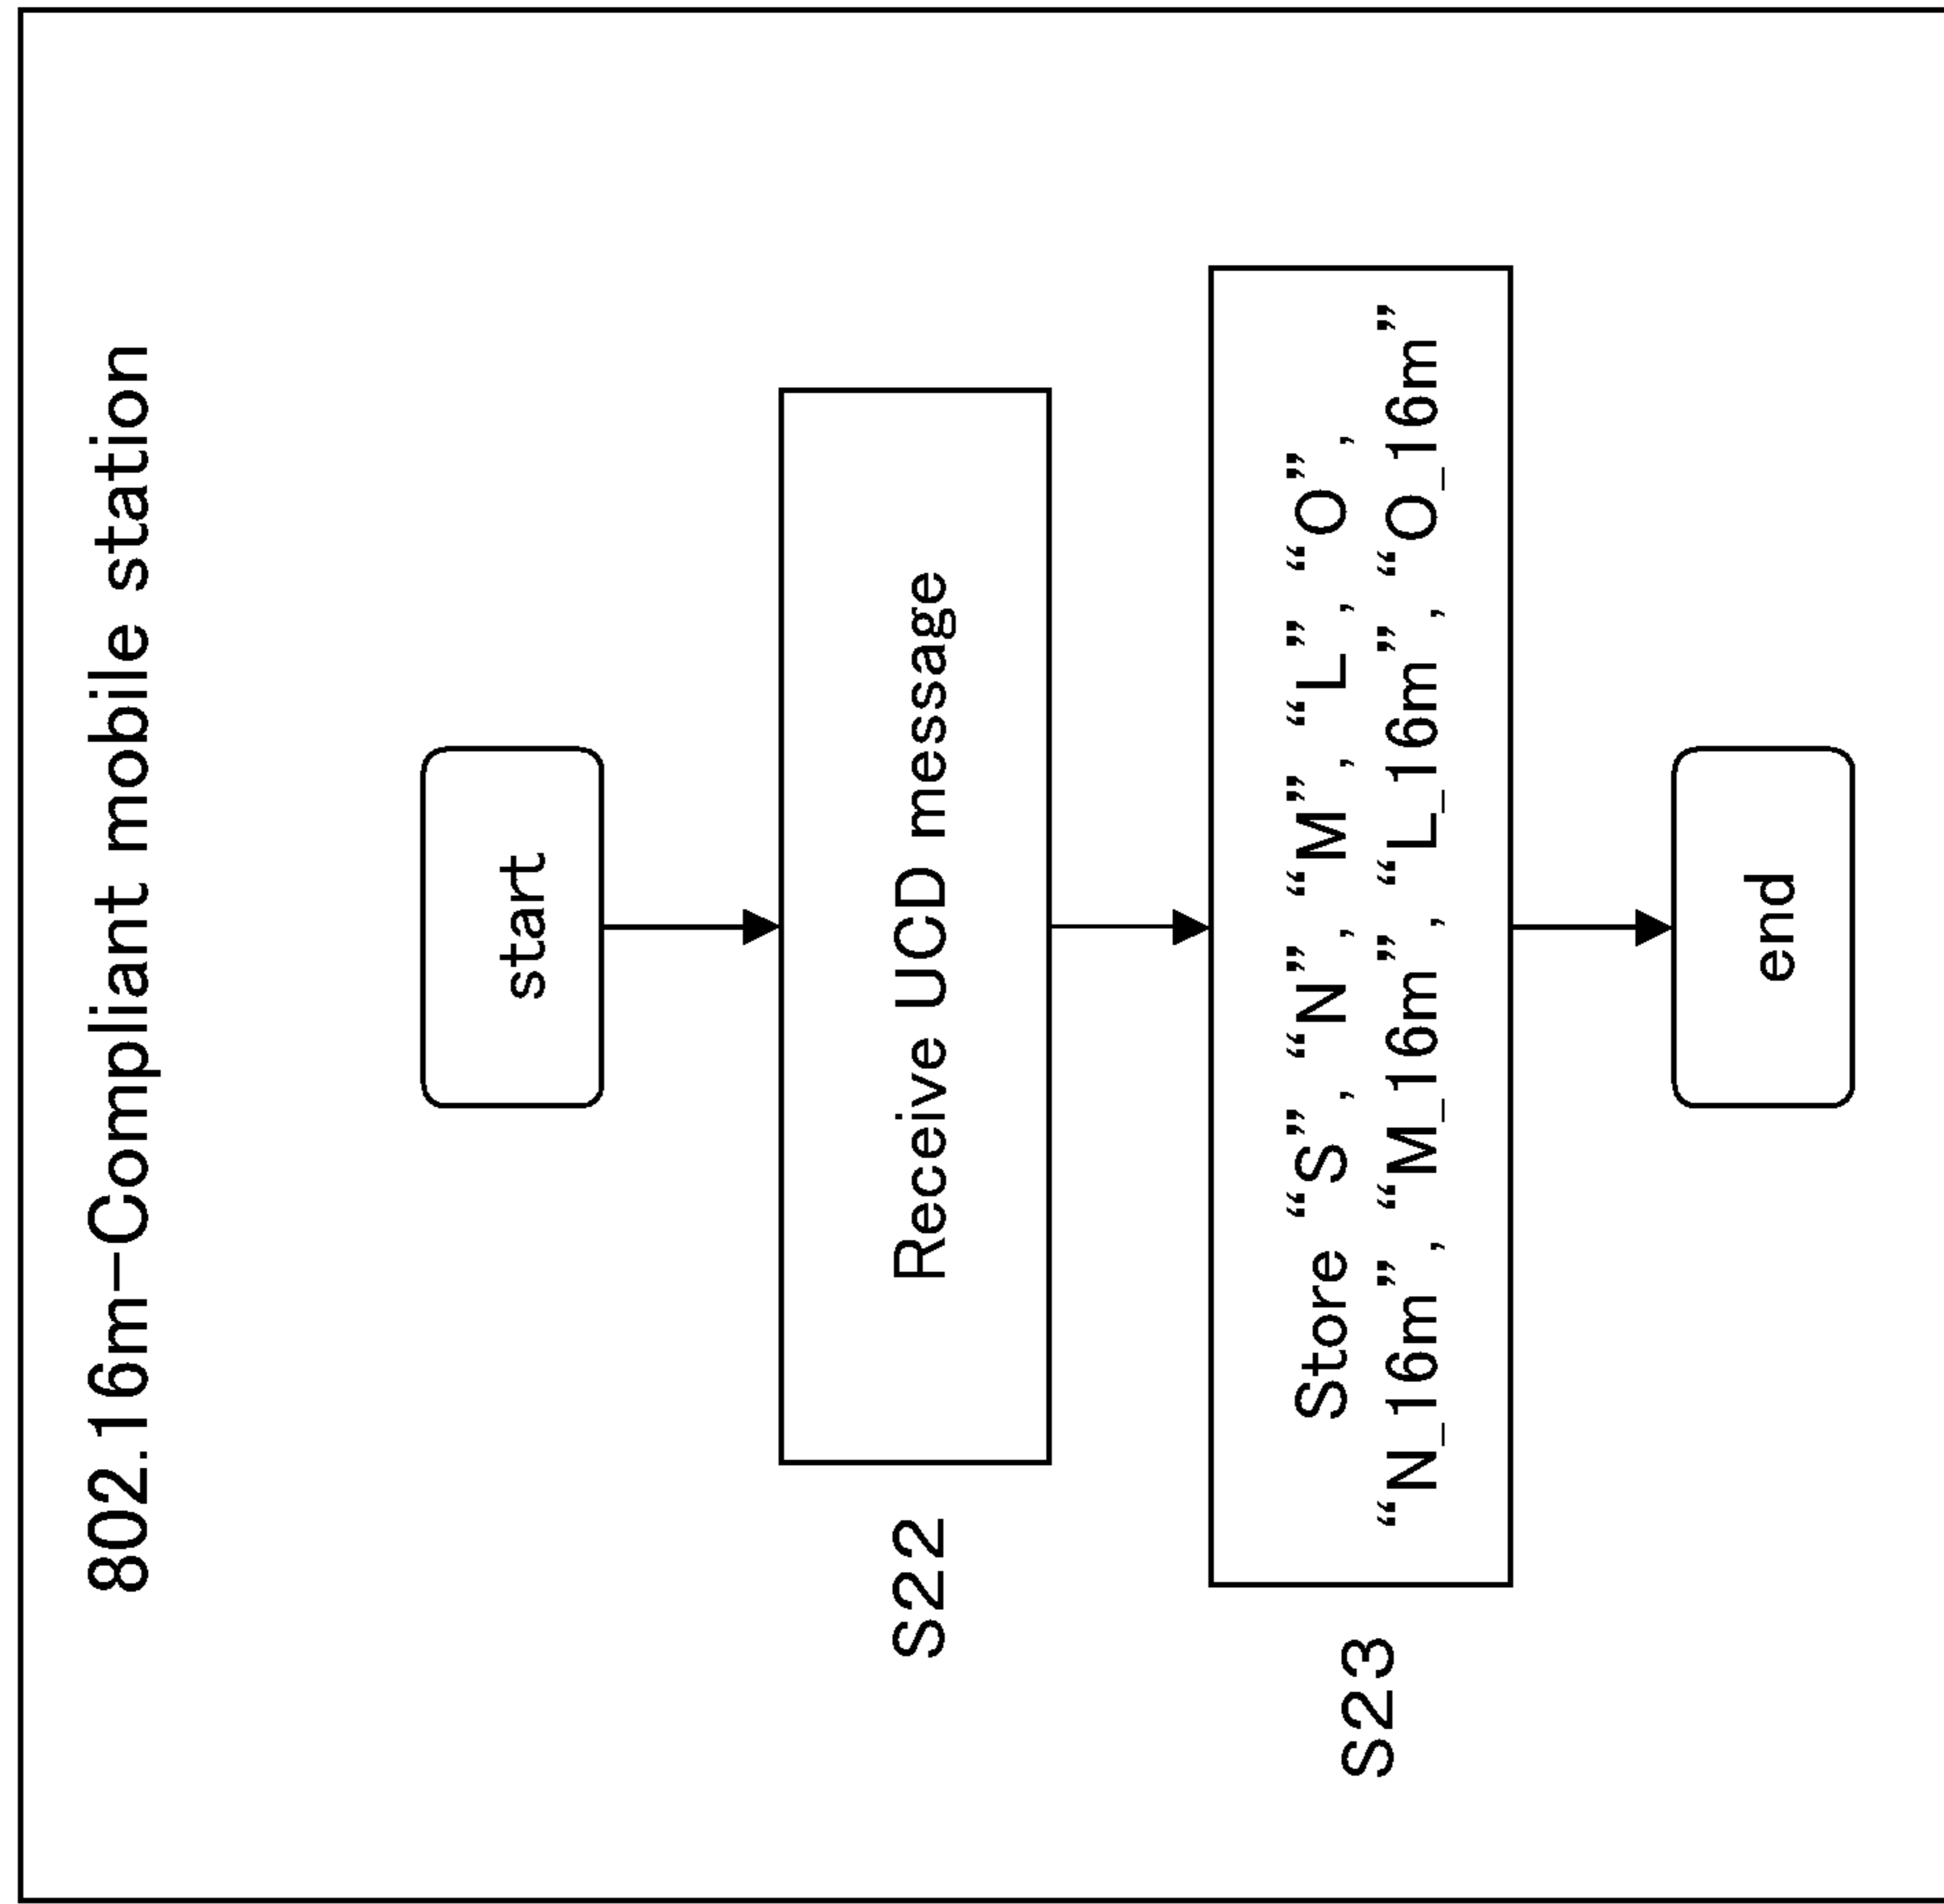 802.16m-Compliant mobile station
start
S22
Receive UCD message
S23
Store “S”, “N”, “M”, “L”, “O”,
“N_16m”, “M_16m”, “L_16m”, “O_16m”
end